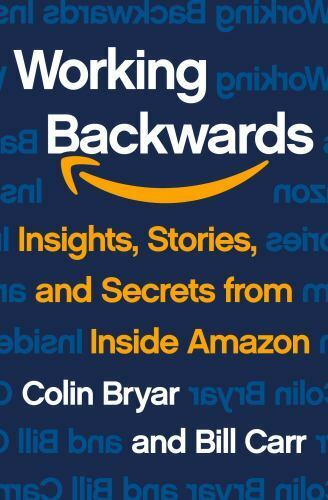 Working
Backwards
Insights, Stories,
and Secrets from
Inside Amazon
Colin Bryar
and Bill Carr